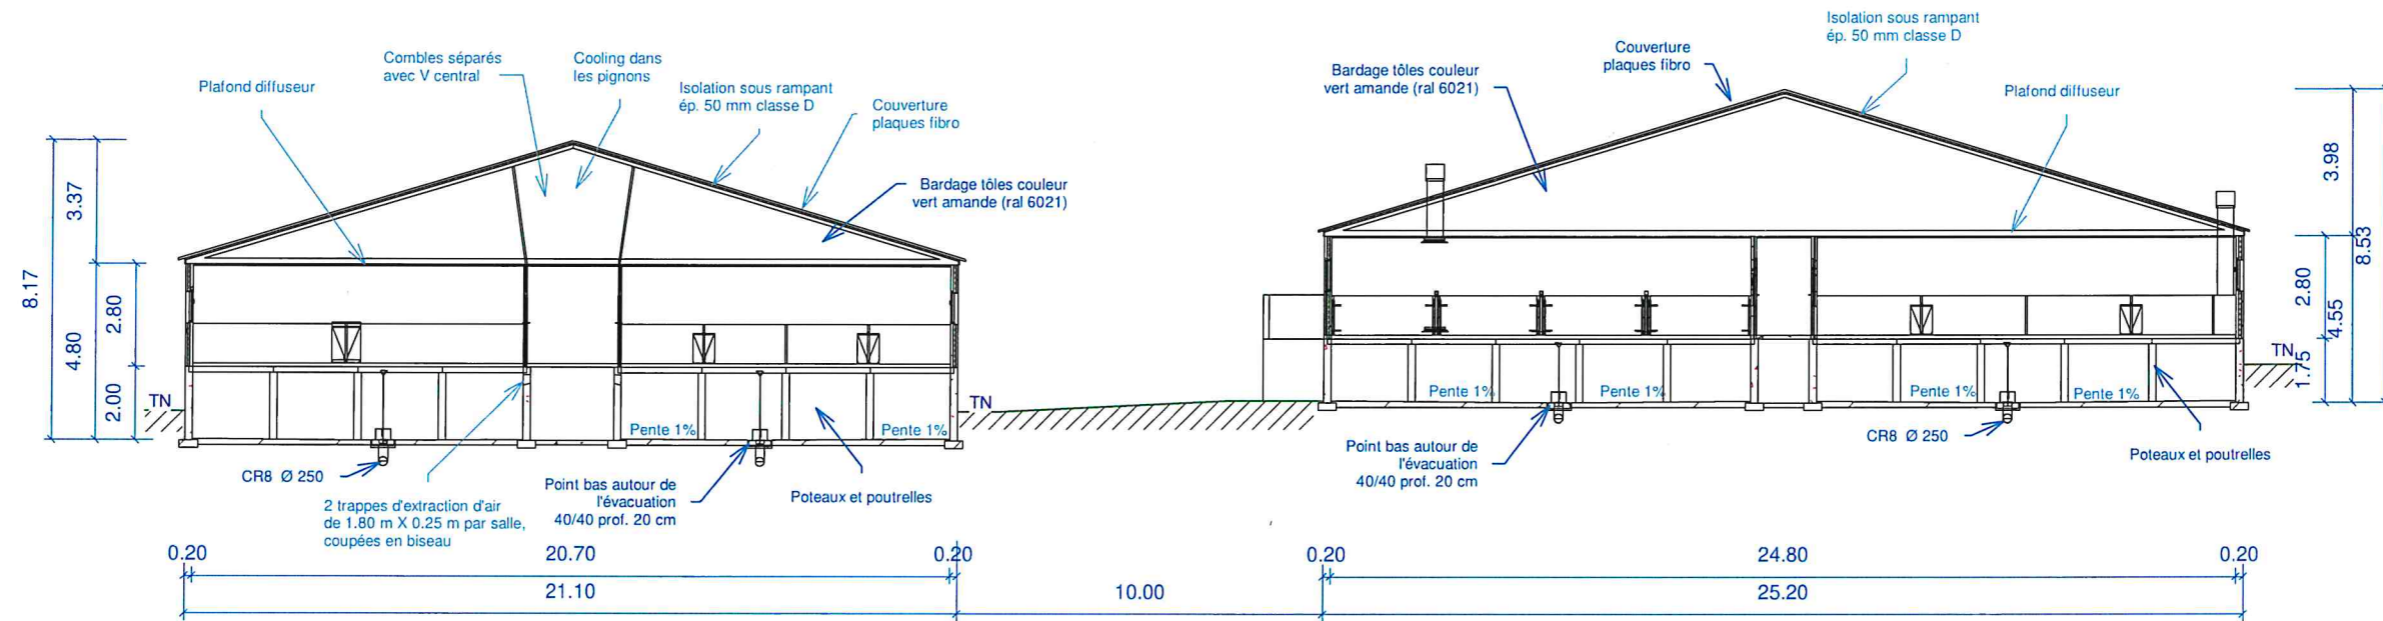 Plafond diffuseur
Combles séparés
avec V central
Cooling dans
les pignons
Isolation sous rampant
ép. 50 mm classe D
Couverture
plaques fibro
Bardage tôles couleur
vert amande (ral 6021)
8.17
3.37
4.80
2.80
2.00
TN
TN
Pente 1%
Pente 1%
CR8 Ø 250
2 trappes d'extraction d'air
de 1.80 m X 0.25 m par salle,
coupées en biseau
Point bas autour de
l'évacuation
40/40 prof. 20 cm
Poteaux et poutrelles
Bardage tôles couleur
vert amande (ral 6021)
Couverture
plaques fibro
Isolation sous rampant
ép. 50 mm classe D
Plafond diffuseur
3.98
8.53
2.80
4.55
1.75
TN
Pente 1%
Pente 1%
Pente 1%
Pente 1%
Point bas autour de
l'évacuation
40/40 prof. 20 cm
CR8 Ø 250
Poteaux et poutrelles
0.20
20.70
0.20
0.20
24.80
0.20
21.10
10.00
25.20